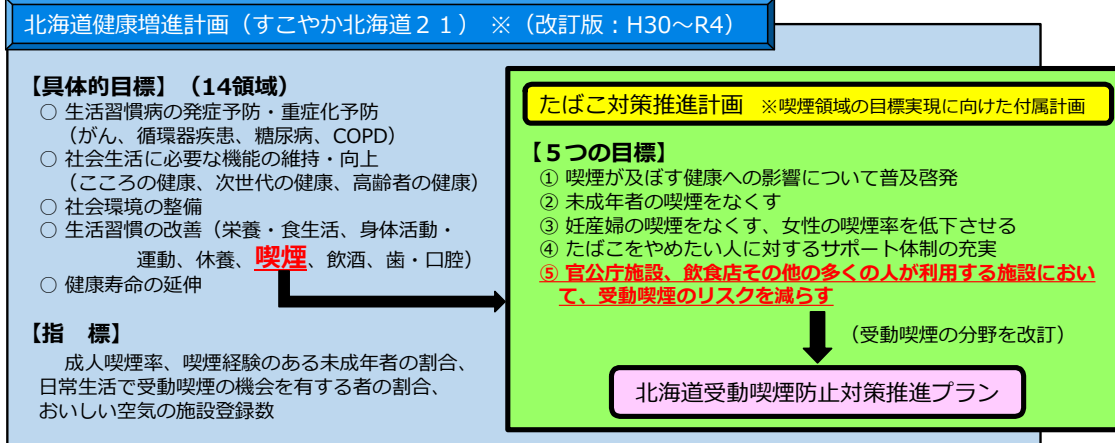 北海道健康増進計画（すこやか北海道２１） ※（改訂版：H30～R4）
【具体的目標】（14領域）
○ 生活習慣病の発症予防・重症化予防
（がん、循環器疾患、糖尿病、COPD）
○ 社会生活に必要な機能の維持・向上
（こころの健康、次世代の健康、高齢者の健康）
○ 社会環境の整備
○ 生活習慣の改善（栄養・食生活、身体活動・
運動、休養、喫煙、飲酒、歯・口腔）
○ 健康寿命の延伸
【指　標】
成人喫煙率、喫煙経験のある未成年者の割合、
日常生活で受動喫煙の機会を有する者の割合、
おいしい空気の施設登録数
たばこ対策推進計画 ※喫煙領域の目標実現に向けた付属計画
【５つの目標】
① 喫煙が及ぼす健康への影響について普及啓発
② 未成年者の喫煙をなくす
③ 妊産婦の喫煙をなくす、女性の喫煙率を低下させる
④ たばこをやめたい人に対するサポート体制の充実
⑤ 官公庁施設、飲食店その他の多くの人が利用する施設におい
て、受動喫煙のリスクを減らす
（受動喫煙の分野を改訂）
北海道受動喫煙防止対策推進プラン